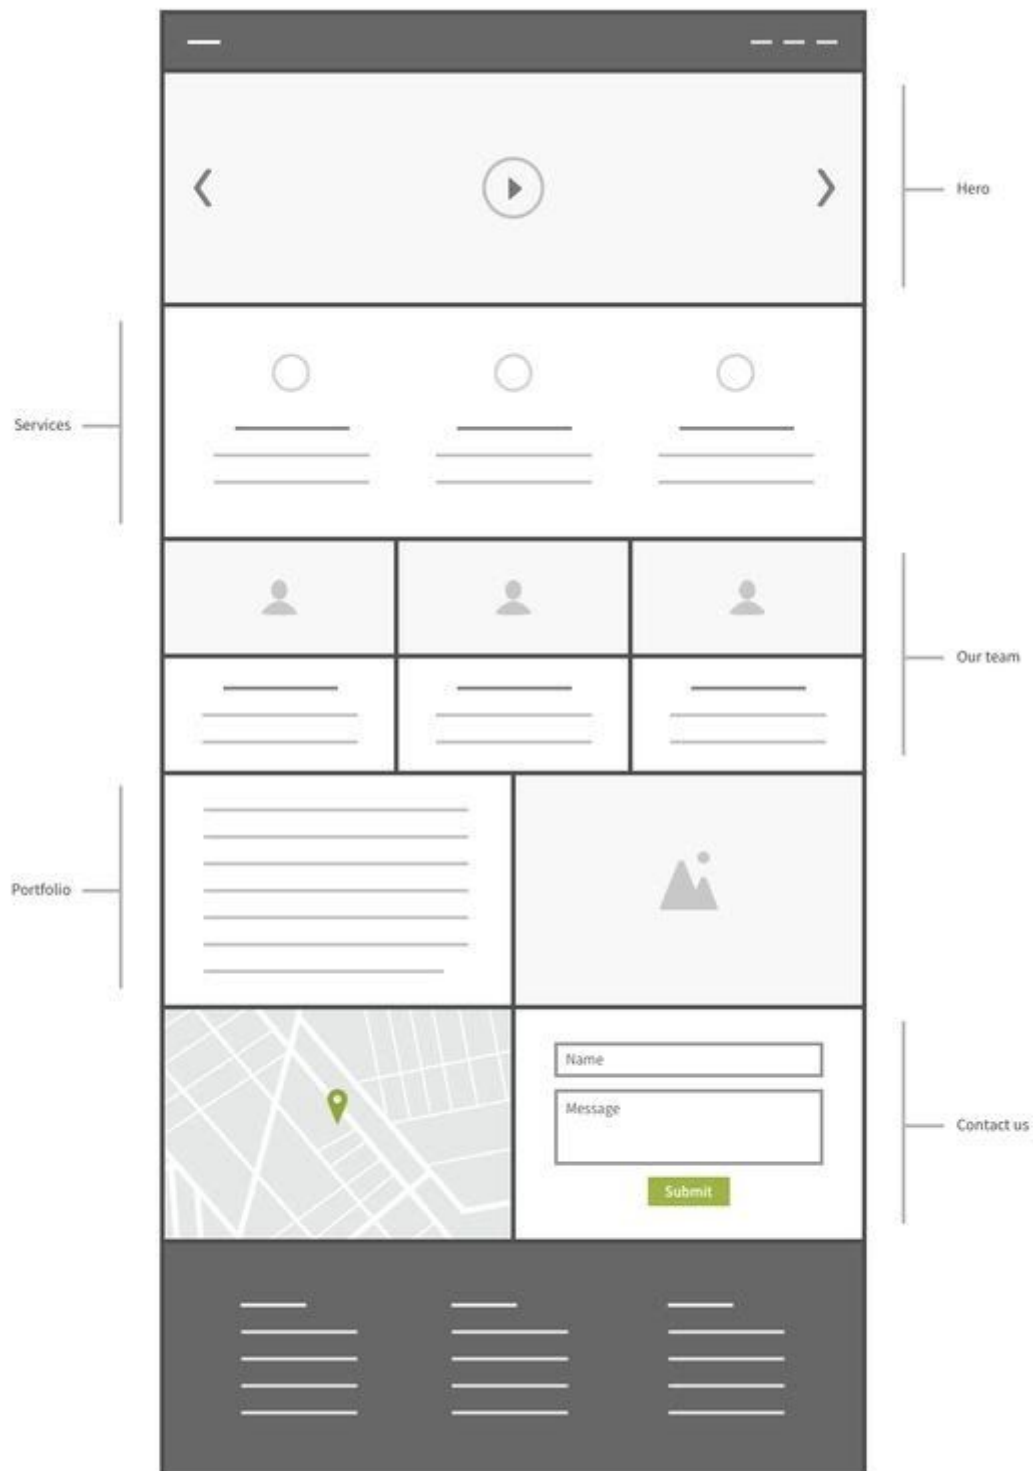 Hero
Services
Our team
Portfolio
Name
Message
Contact us
Submit